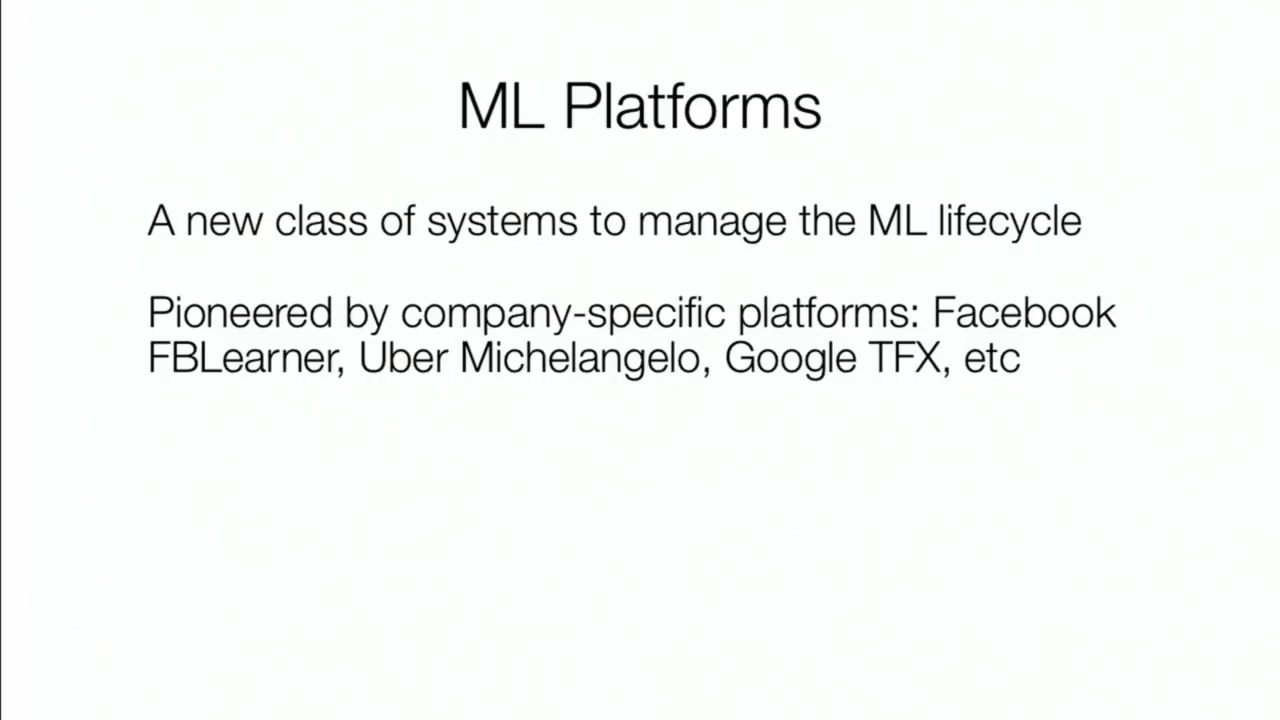 ML Platforms
A new class of systems to manage the ML lifecycle
Pioneered by company-specific platforms: Facebook
FBLearner, Uber Michelangelo, Google TFX, etc